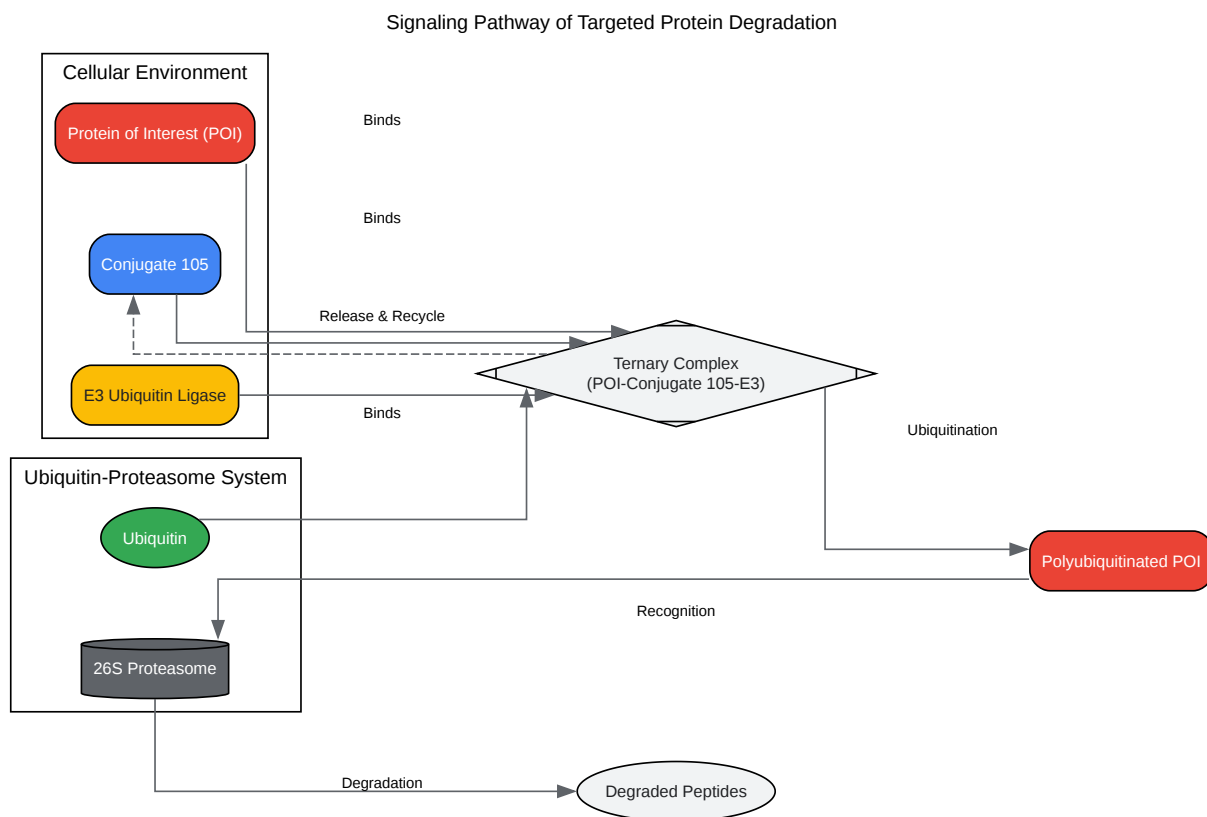 Signaling Pathway of Targeted Protein Degradation
Cellular Environment
Protein of Interest (POI)
Binds
Binds
Conjugate 105
Release & Recycle
Ternary Complex
(POI-Conjugate 105-E3)
E3 Ubiquitin Ligase
Binds
Ubiquitination
Ubiquitin-Proteasome System
Ubiquitin
Polyubiquitinated POI
Recognition
26S Proteasome
Degradation
Degraded Peptides